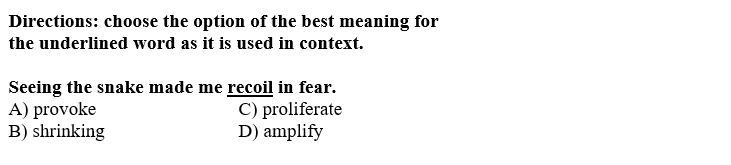 Directions: choose the option of the best meaning for
the underlined word as it is used in context.
Seeing the snake made me recoil in fear.
A) provoke C) proliferate
B) shrinking D) amplify